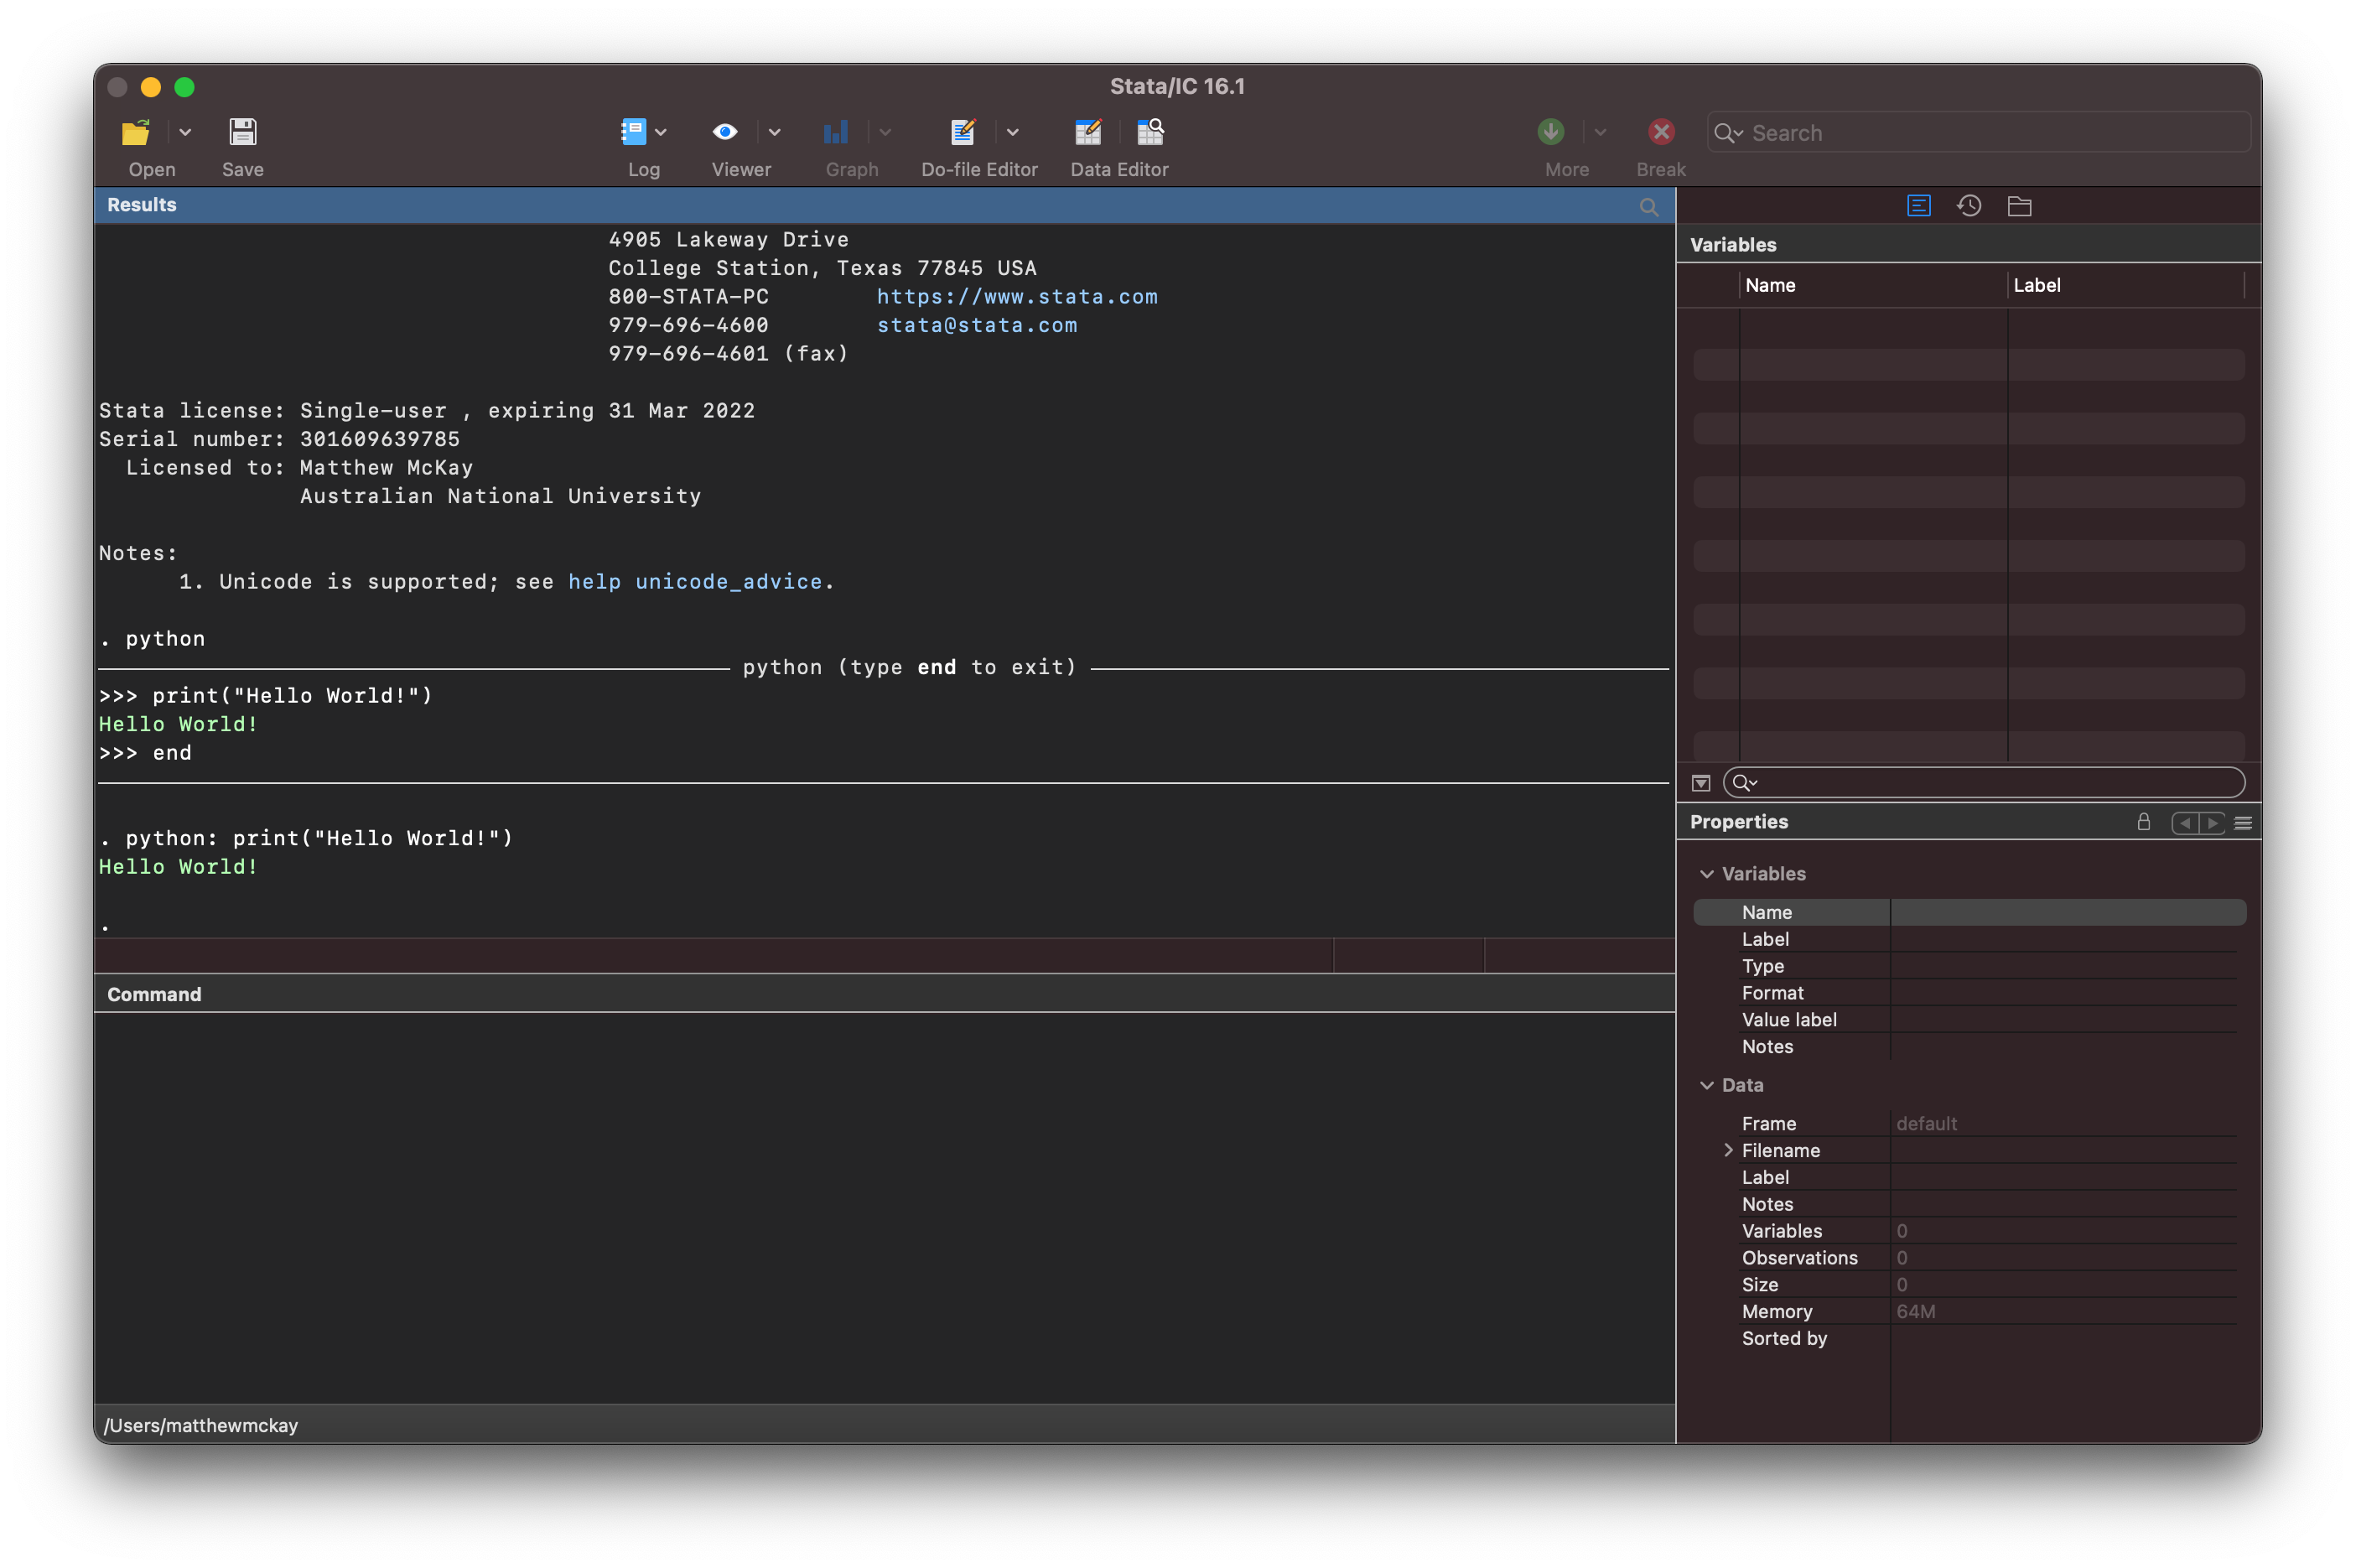 Stata/IC 16.1
Open
Save
Log
Viewer
Graph
Do-file Editor
Data Editor
More
Break
Search
Results
4905 Lakeway Drive
College Station, Texas 77845 USA
800-STATA-PC https://www.stata.com
979-696-4600 stata@stata.com
979-696-4601 (fax)
Stata license: Single-user , expiring 31 Mar 2022
Serial number: 301609639785
Licensed to: Matthew McKay
Australian National University
Notes:
1. Unicode is supported; see help unicode_advice.
. python
python (type end to exit)
>>> print("Hello World!")
Hello World!
>>> end
. python: print("Hello World!")
Hello World!
.
Command
/Users/matthewmckay
Variables
Name Label
Properties
Variables
Name
Label
Type
Format
Value label
Notes
Data
Frame default
Filename
Label
Notes
Variables 0
Observations 0
Size 0
Memory 64M
Sorted by